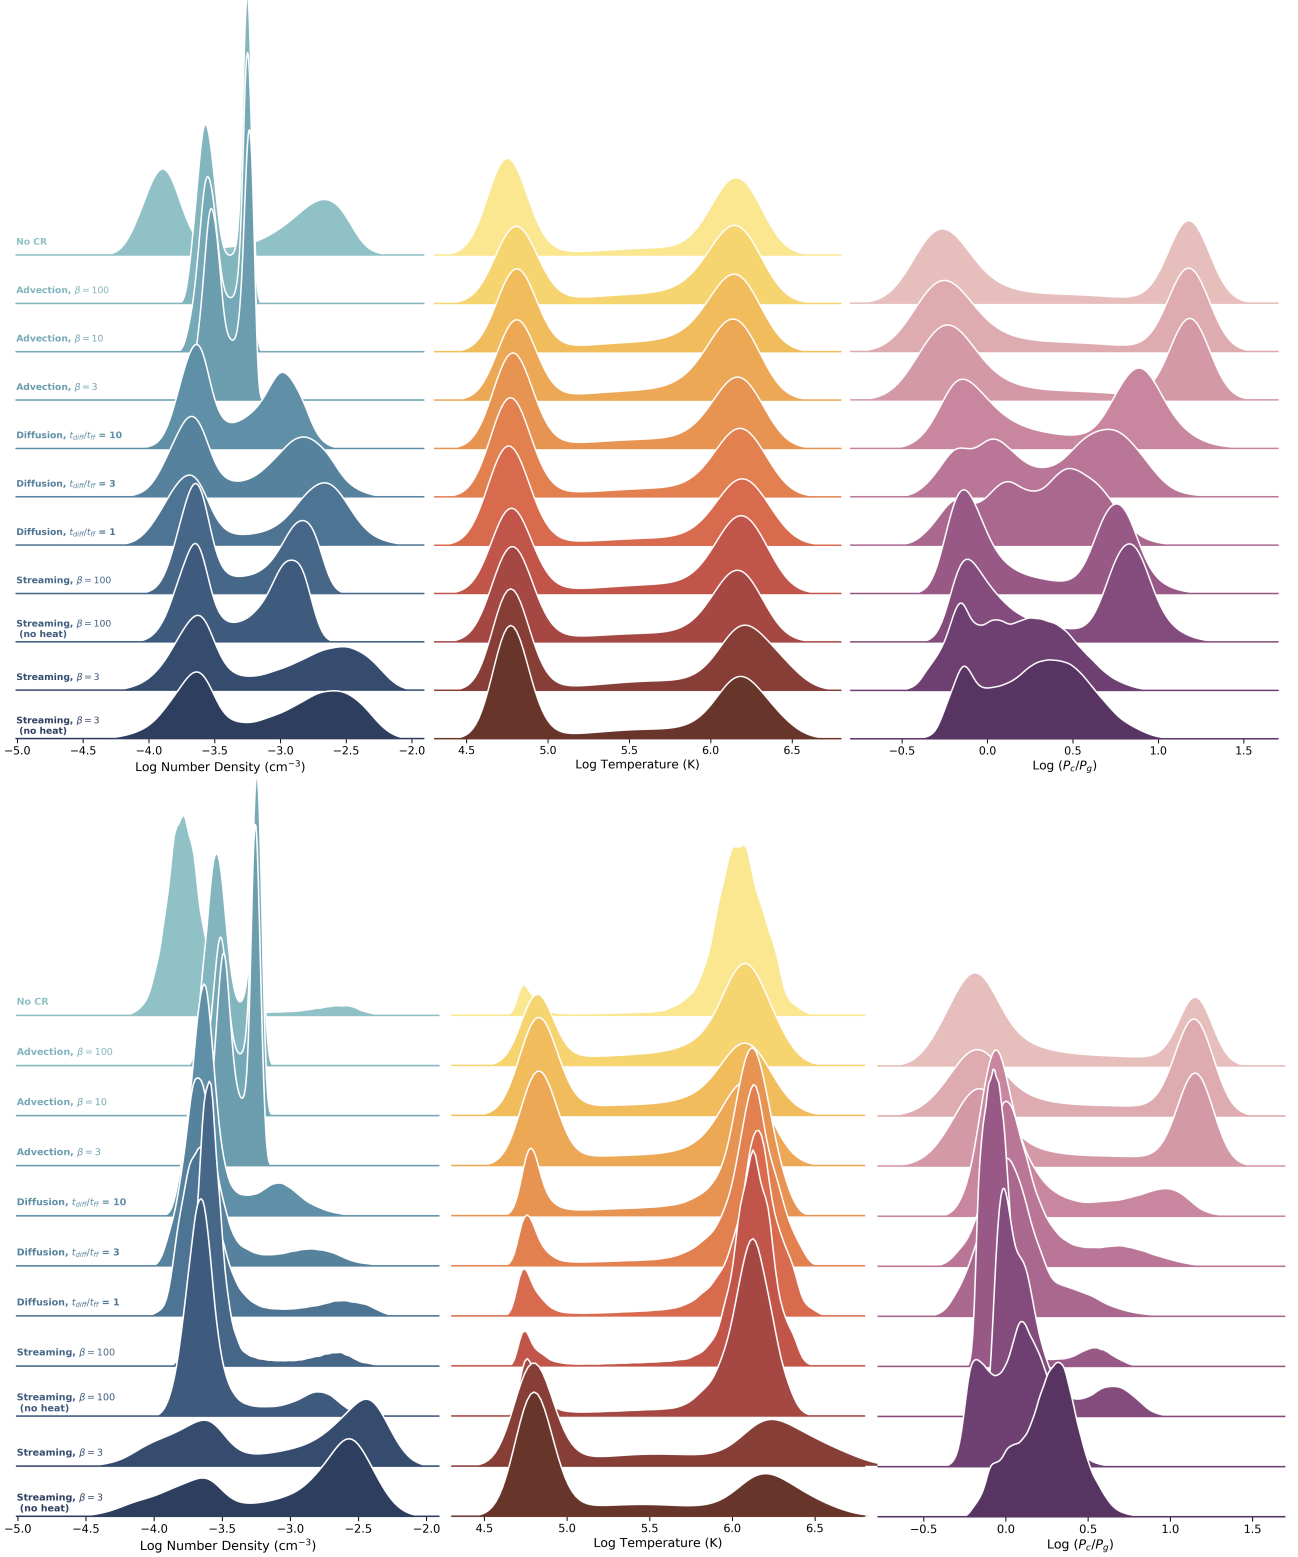 No CR
Advection, β = 100
Advection, β = 10
Advection, β = 3
Diffusion, t_diff/t_ff = 10
Diffusion, t_diff/t_ff = 3
Diffusion, t_diff/t_ff = 1
Streaming, β = 100
Streaming, β = 100
(no heat)
Streaming, β = 3
Streaming, β = 3
(no heat)
−5.0 −4.5 −4.0 −3.5 −3.0 −2.5 −2.0 4.5 5.0 5.5 6.0 6.5 −0.5 0.0 0.5 1.0 1.5
Log Number Density (cm⁻³) Log Temperature (K) Log (P_c/P_g)
No CR
Advection, β = 100
Advection, β = 10
Advection, β = 3
Diffusion, t_diff/t_ff = 10
Diffusion, t_diff/t_ff = 3
Diffusion, t_diff/t_ff = 1
Streaming, β = 100
Streaming, β = 100
(no heat)
Streaming, β = 3
Streaming, β = 3
(no heat)
−5.0 −4.5 −4.0 −3.5 −3.0 −2.5 −2.0 4.5 5.0 5.5 6.0 6.5 −0.5 0.0 0.5 1.0 1.5
Log Number Density (cm⁻³) Log Temperature (K) Log (P_c/P_g)